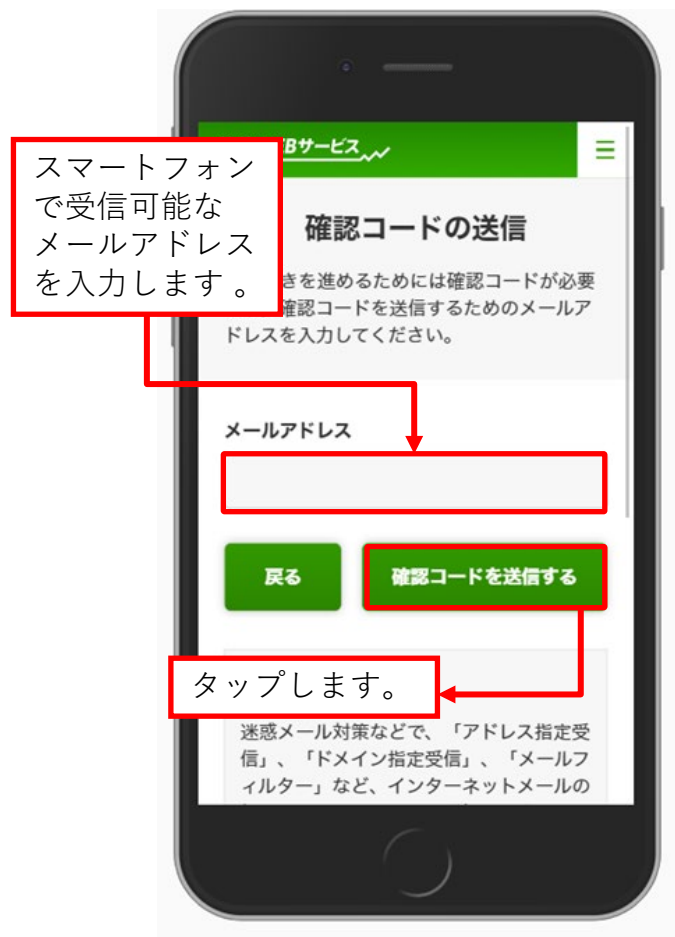 スマートフォン
で受信可能な
メールアドレス
を入力します。
Bサービス
確認コードの送信
きを進めるためには確認コードが必要
確認コードを送信するためのメールア
ドレスを入力してください。
メールアドレス
戻る
確認コードを送信する
タップします。
迷惑メール対策などで、「アドレス指定受
信」、「ドメイン指定受信」、「メールフ
ィルター」など、インターネットメールの